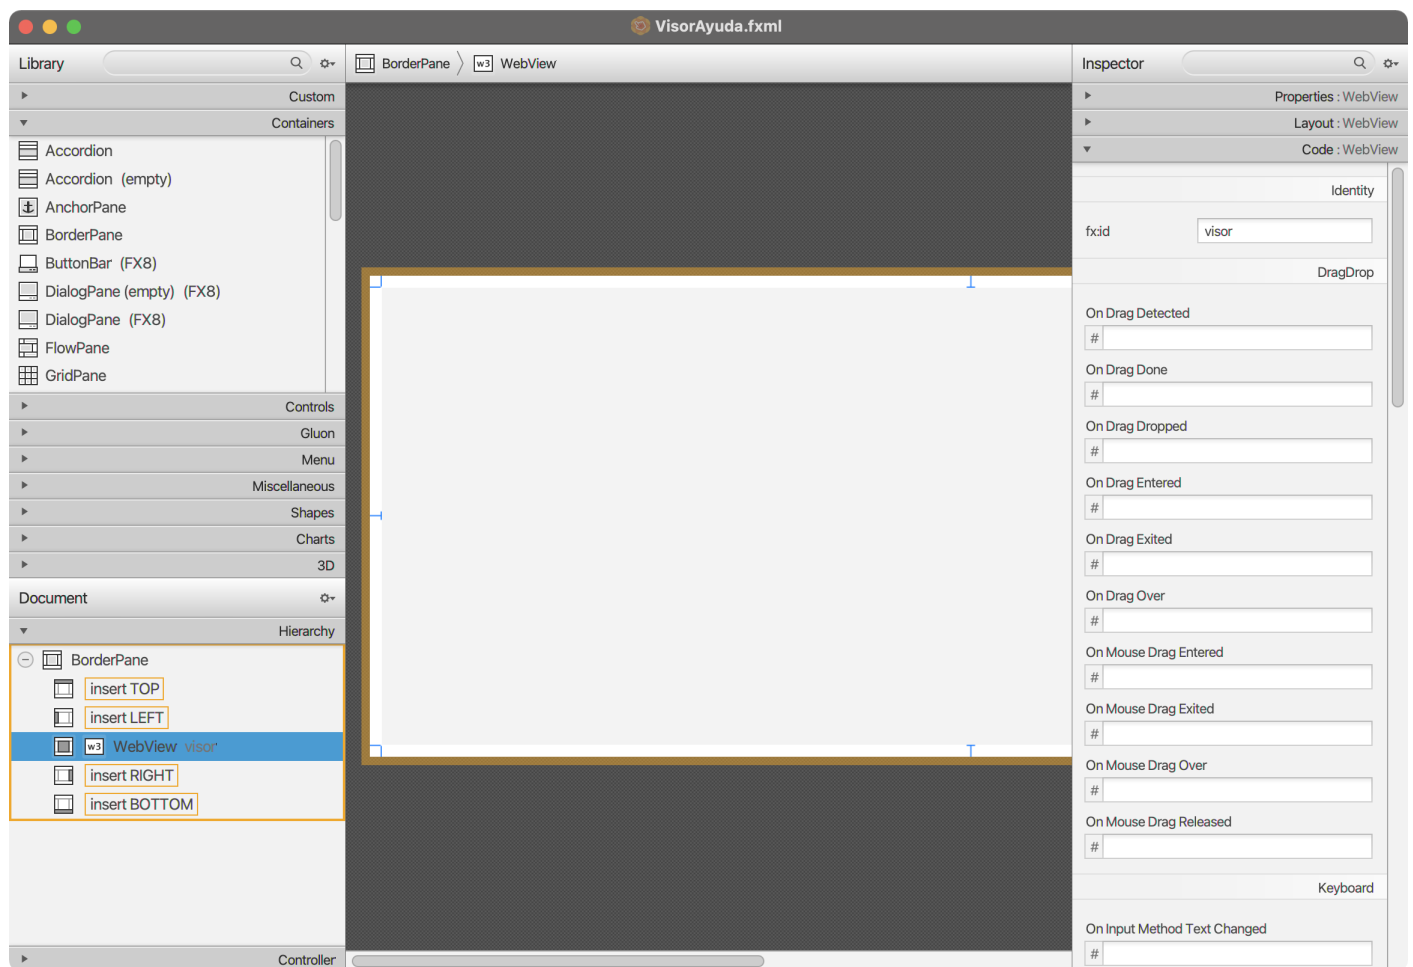 VisorAyuda.fxml
Library
Custom
Containers
Accordion
Accordion (empty)
AnchorPane
BorderPane
ButtonBar (FX8)
DialogPane (empty) (FX8)
DialogPane (FX8)
FlowPane
GridPane
Controls
Gluon
Menu
Miscellaneous
Shapes
Charts
3D
Document
Hierarchy
BorderPane
insert TOP
insert LEFT
w3 WebView visor
insert RIGHT
insert BOTTOM
Controller
BorderPane w3 WebView
Inspector
Properties : WebView
Layout : WebView
Code : WebView
Identity
fx:id visor
DragDrop
On Drag Detected
#
On Drag Done
#
On Drag Dropped
#
On Drag Entered
#
On Drag Exited
#
On Drag Over
#
On Mouse Drag Entered
#
On Mouse Drag Exited
#
On Mouse Drag Over
#
On Mouse Drag Released
#
Keyboard
On Input Method Text Changed
#